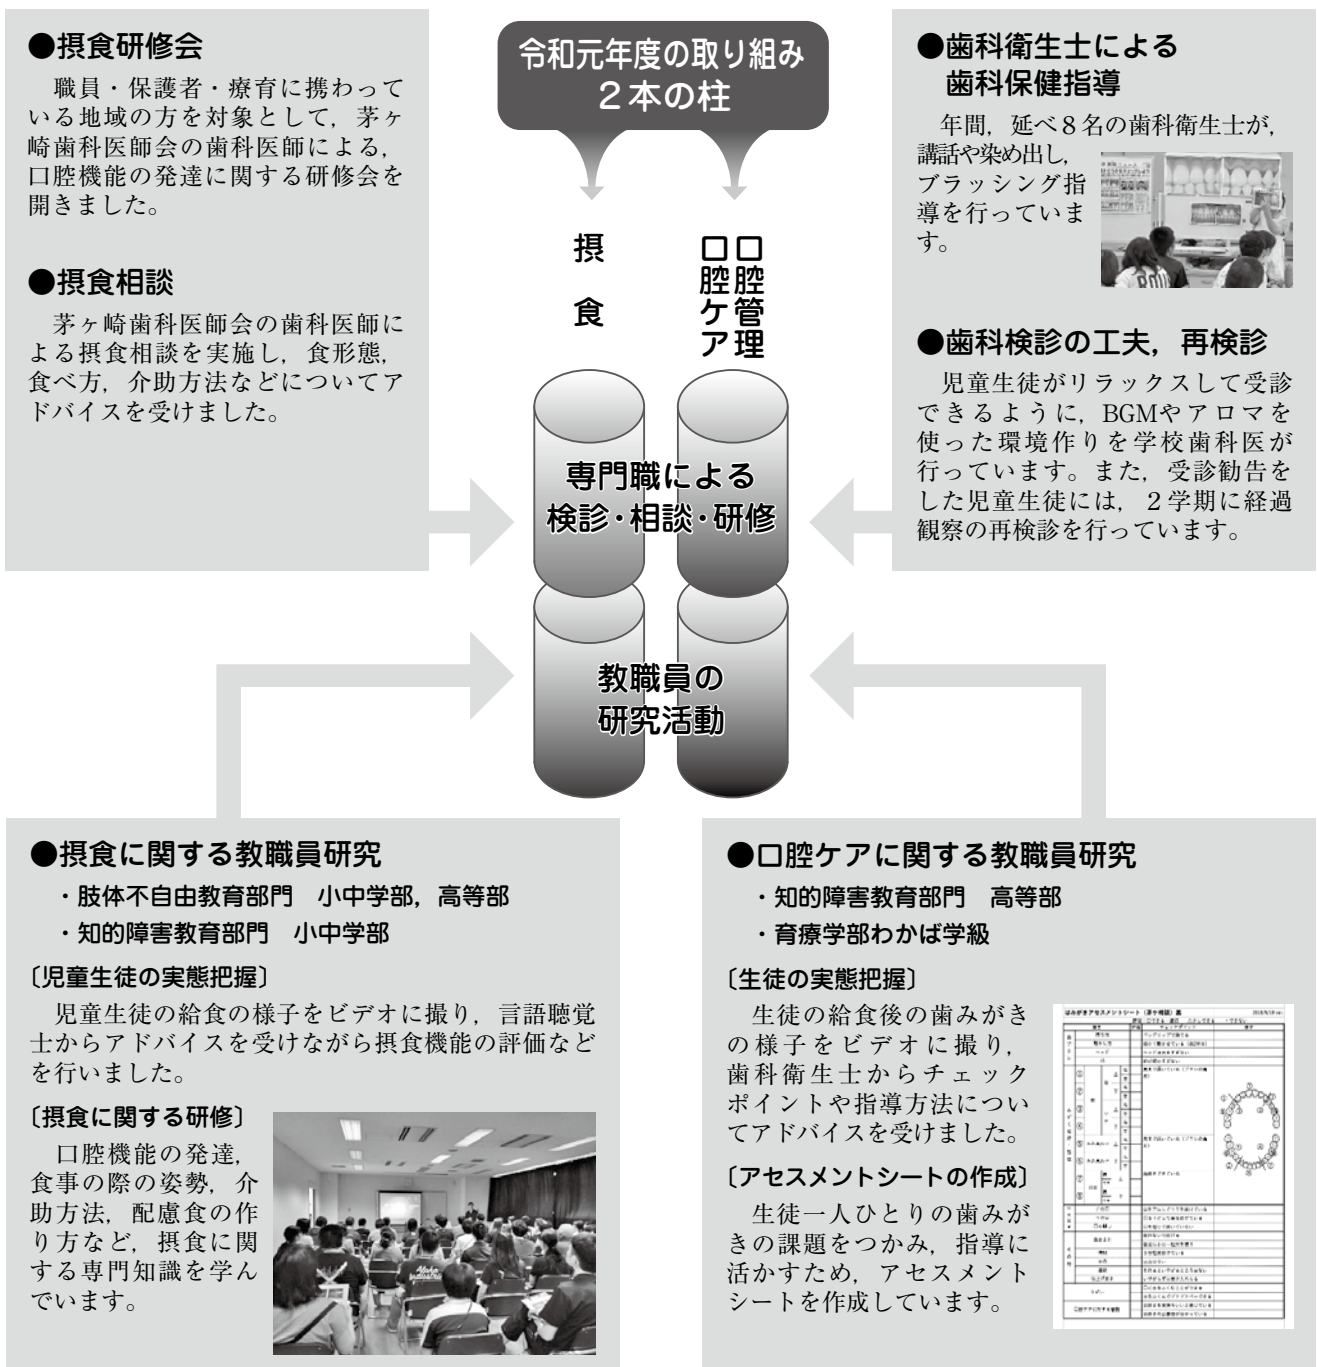 ●摂食研修会
職員・保護者・療育に携わって
いる地域の方を対象として，茅ヶ
崎歯科医師会の歯科医師による，
口腔機能の発達に関する研修会を
開きました。
●摂食相談
茅ヶ崎歯科医師会の歯科医師に
よる摂食相談を実施し，食形態，
食べ方，介助方法などについてア
ドバイスを受けました。
令和元年度の取り組み
２本の柱
摂食
口腔管理
口腔ケア
専門職による
検診・相談・研修
教職員の
研究活動
●歯科衛生士による
歯科保健指導
年間，延べ８名の歯科衛生士が，
講話や染め出し，
ブラッシング指
導を行っていま
す。
●歯科検診の工夫，再検診
児童生徒がリラックスして受診
できるように，BGMやアロマを
使った環境作りを学校歯科医が
行っています。また，受診勧告を
した児童生徒には，２学期に経過
観察の再検診を行っています。
●摂食に関する教職員研究
・肢体不自由教育部門　小中学部，高等部
・知的障害教育部門　小中学部
〔児童生徒の実態把握〕
児童生徒の給食の様子をビデオに撮り，言語聴覚
士からアドバイスを受けながら摂食機能の評価など
を行いました。
〔摂食に関する研修〕
口腔機能の発達，
食事の際の姿勢，介
助方法，配慮食の作
り方など，摂食に関
する専門知識を学ん
でいます。
●口腔ケアに関する教職員研究
・知的障害教育部門　高等部
・育療学部わかば学級
〔生徒の実態把握〕
生徒の給食後の歯みがき
の様子をビデオに撮り，
歯科衛生士からチェック
ポイントや指導方法につい
てアドバイスを受けました。
〔アセスメントシートの作成〕
生徒一人ひとりの歯みが
きの課題をつかみ，指導に
活かすため，アセスメント
シートを作成しています。
はみがきアセスメントシート